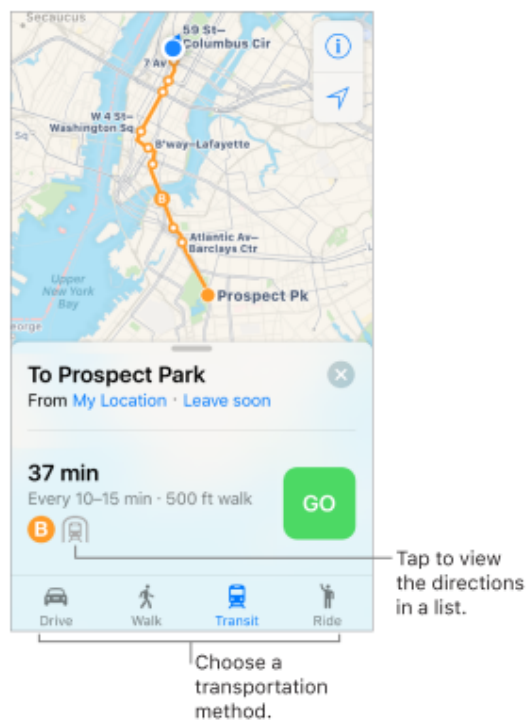 Secaucus
59 St–
Columbus Cir
7 Av
W 4 St–
Washington Sq
Sq
B'way–Lafayette
B
Atlantic Av–
Barclays Ctr
Upper
New York
Bay
Prospect Pk
eorge
To Prospect Park
From My Location · Leave soon
37 min
Every 10–15 min · 500 ft walk
GO
B
Tap to view
the directions
in a list.
Drive Walk Transit Ride
Choose a
transportation
method.